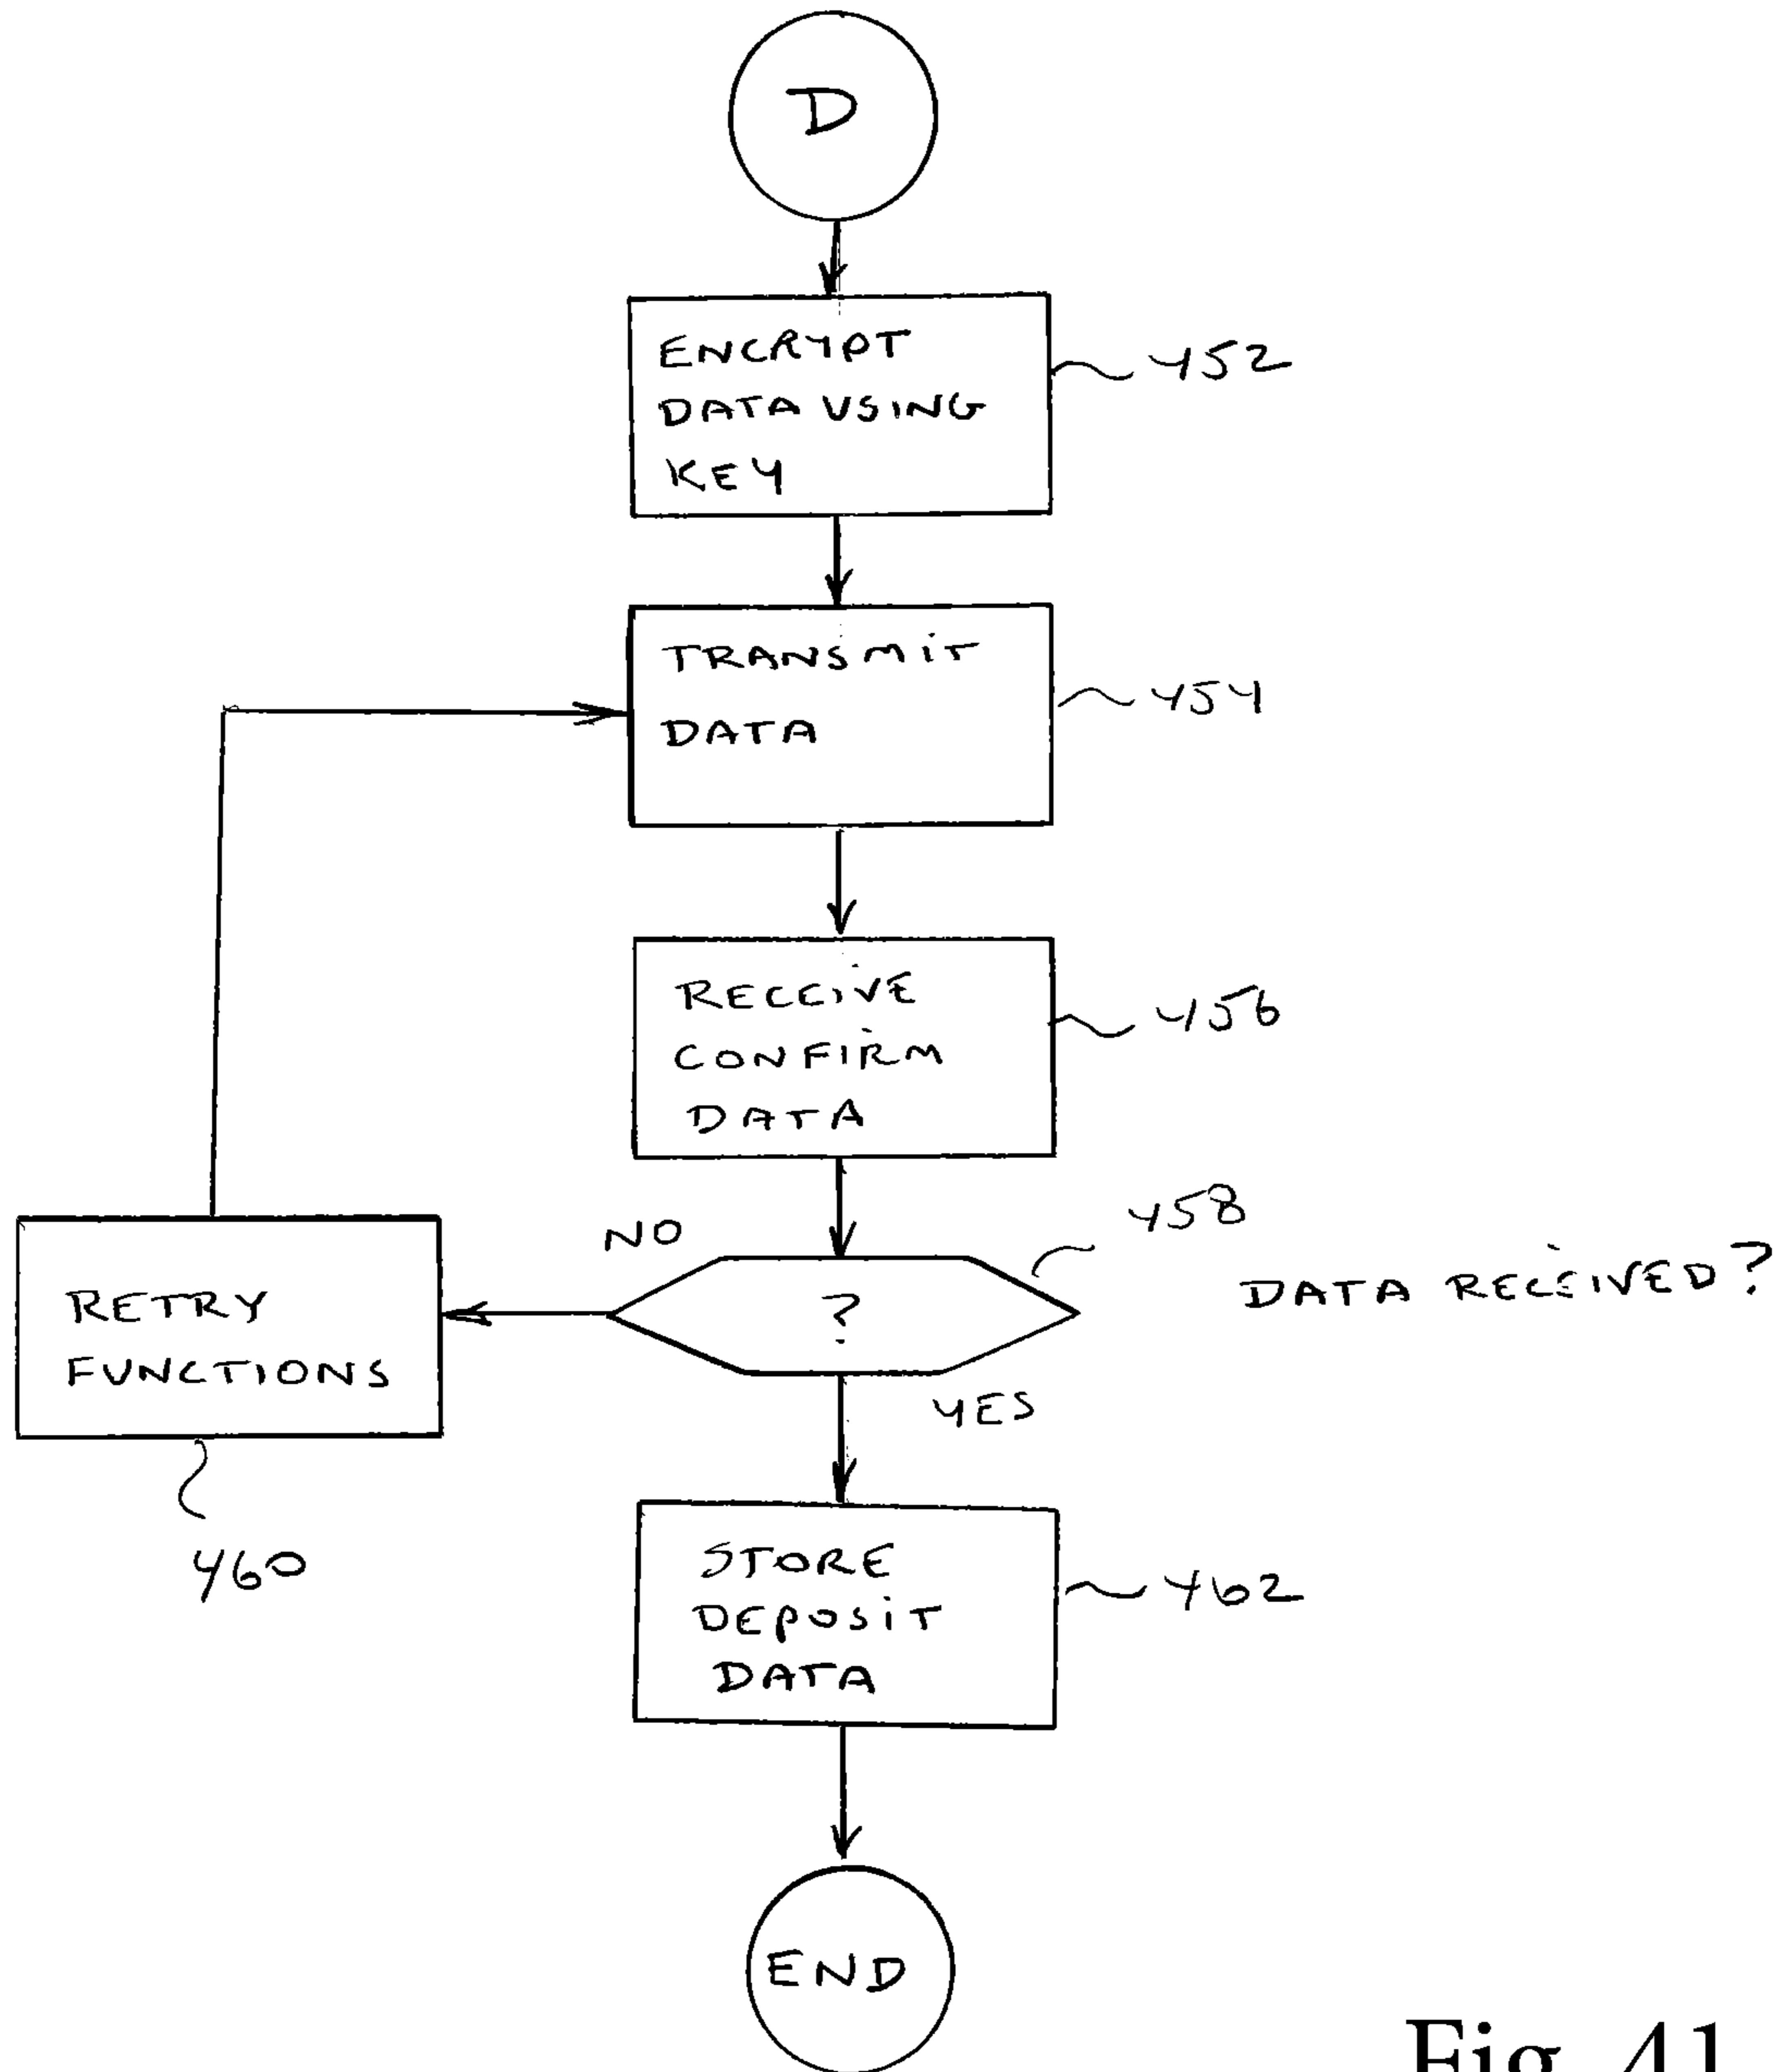 D
ENCRYPT
DATA USING
KEY
452
TRANSMIT
DATA
454
RECEIVE
CONFIRM
DATA
456
NO
458
DATA RECEIVED?
?
RETRY
FUNCTIONS
YES
460
STORE
DEPOSIT
DATA
462
END
Fig. 41